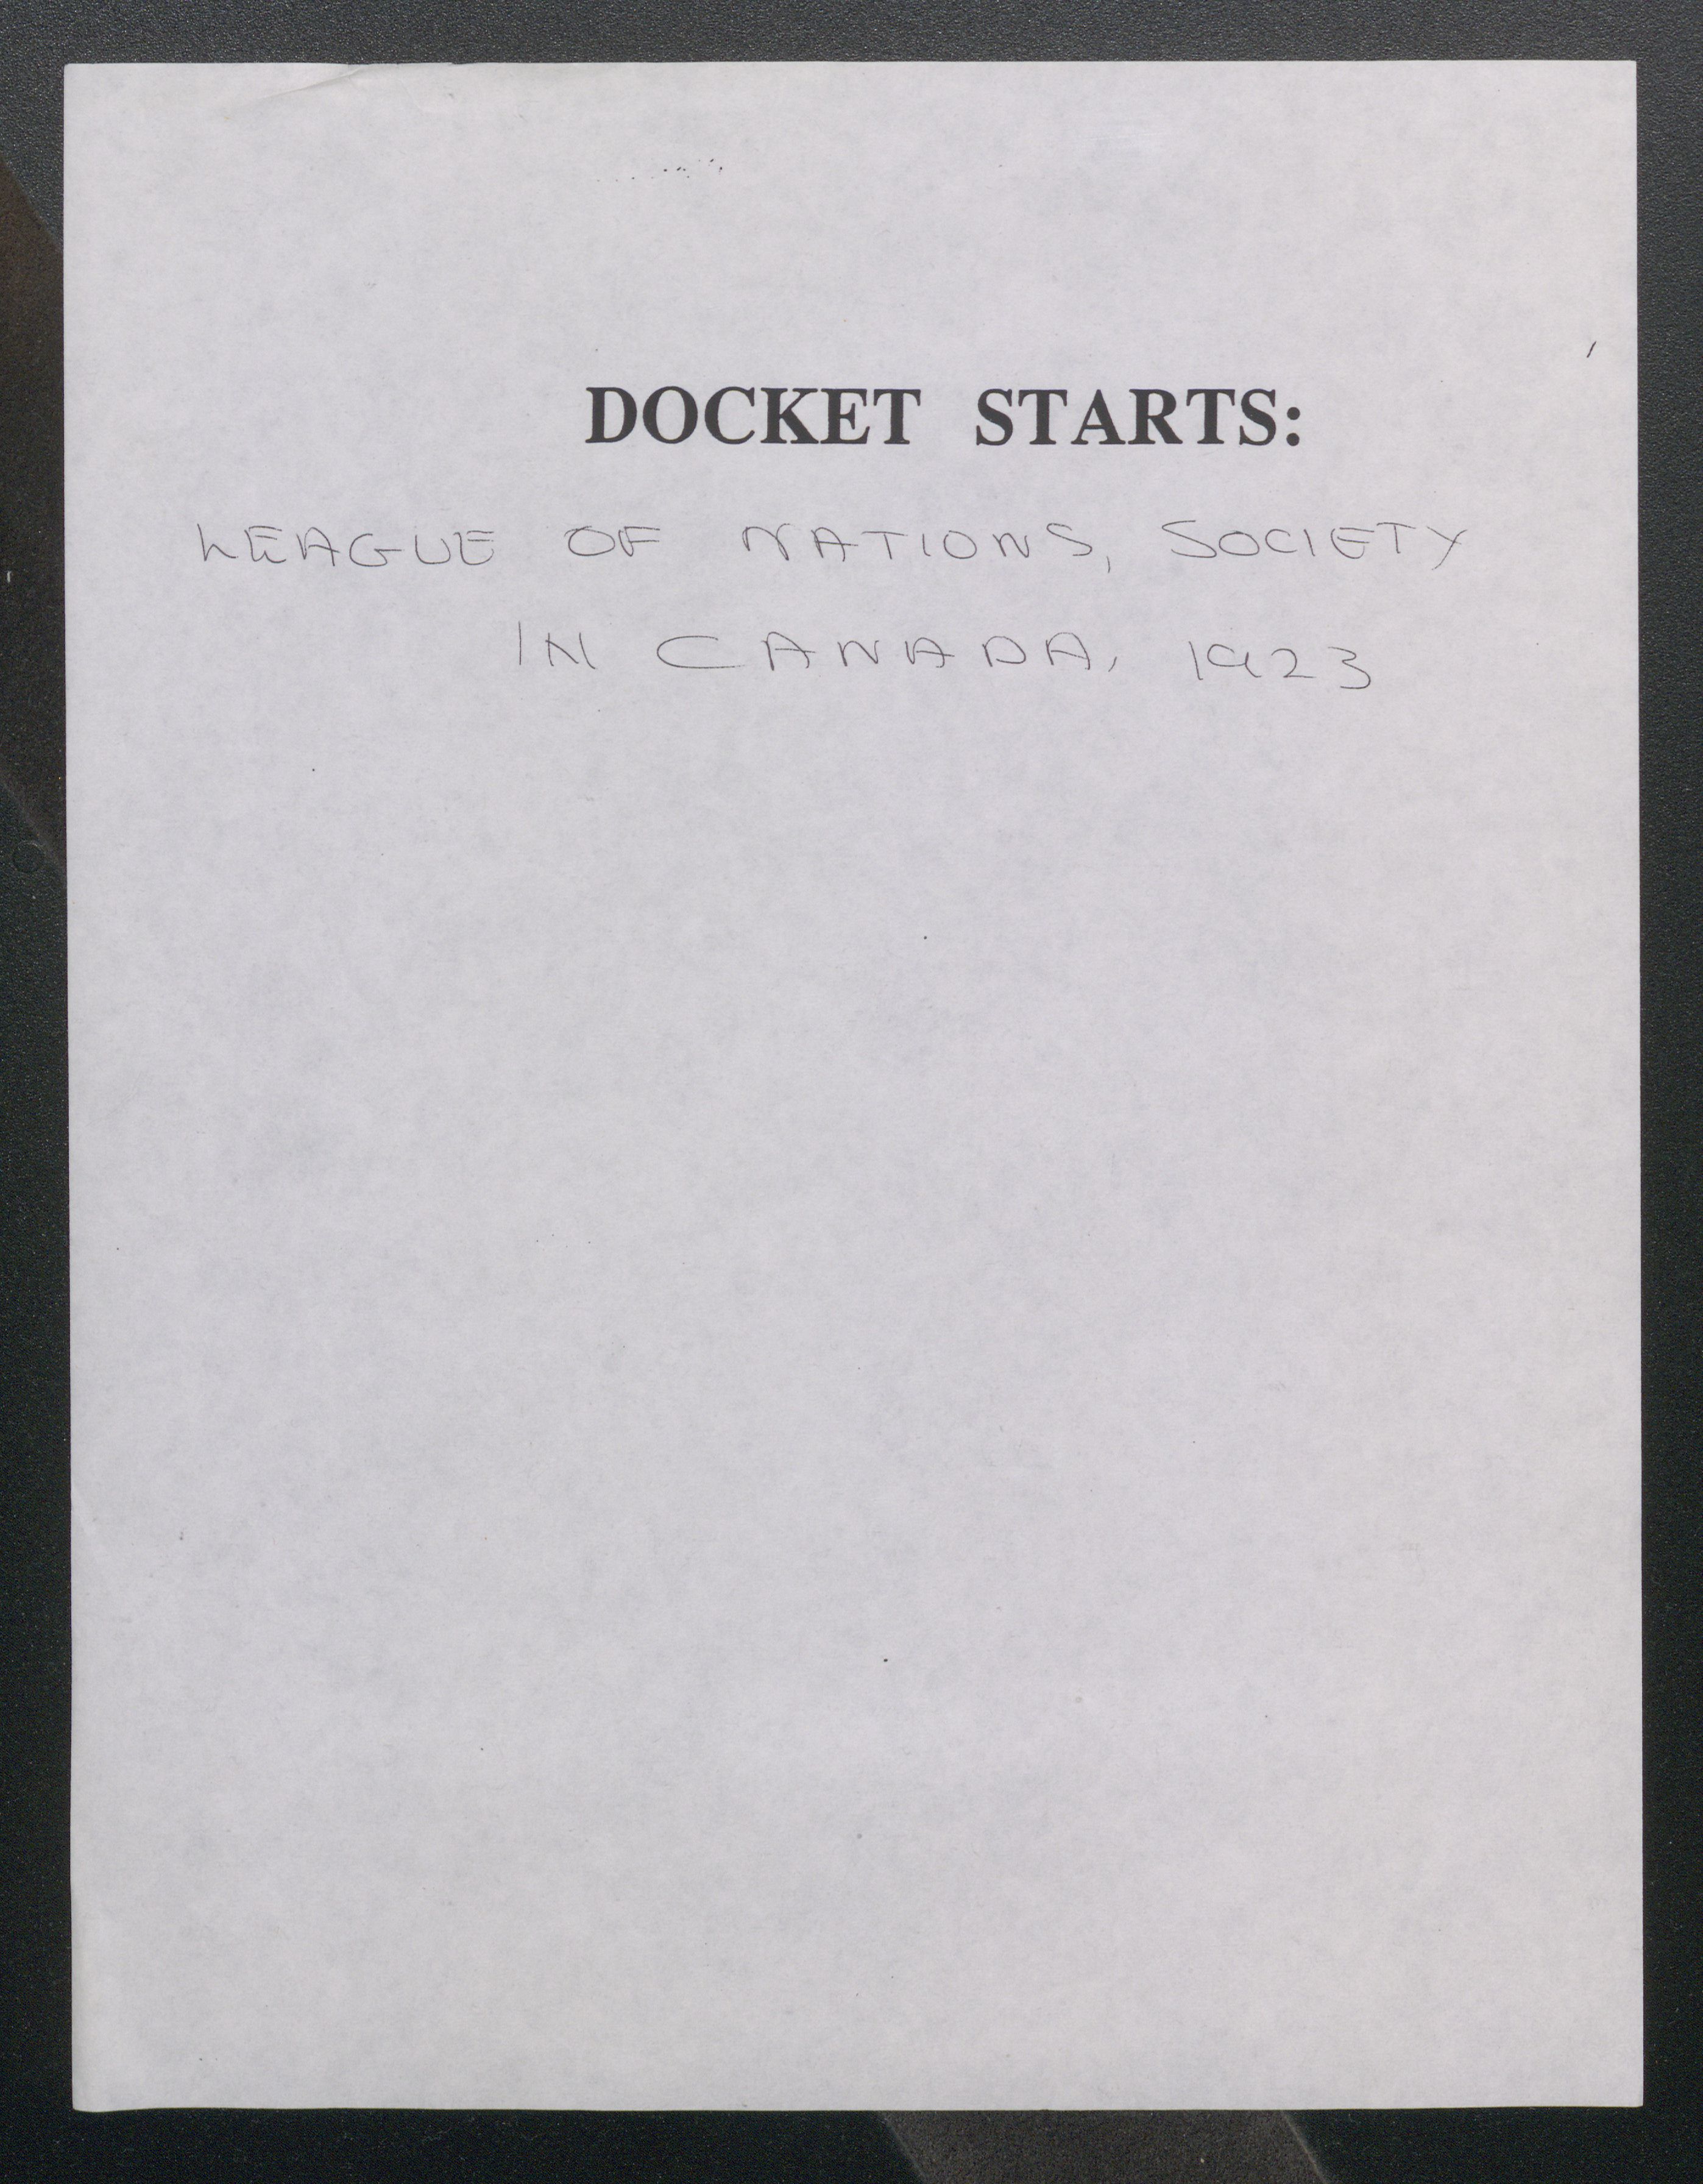 DOCKET STARTS:
LEAGUE OF NATIONS, SOCIETY
IN CANADA, 1923